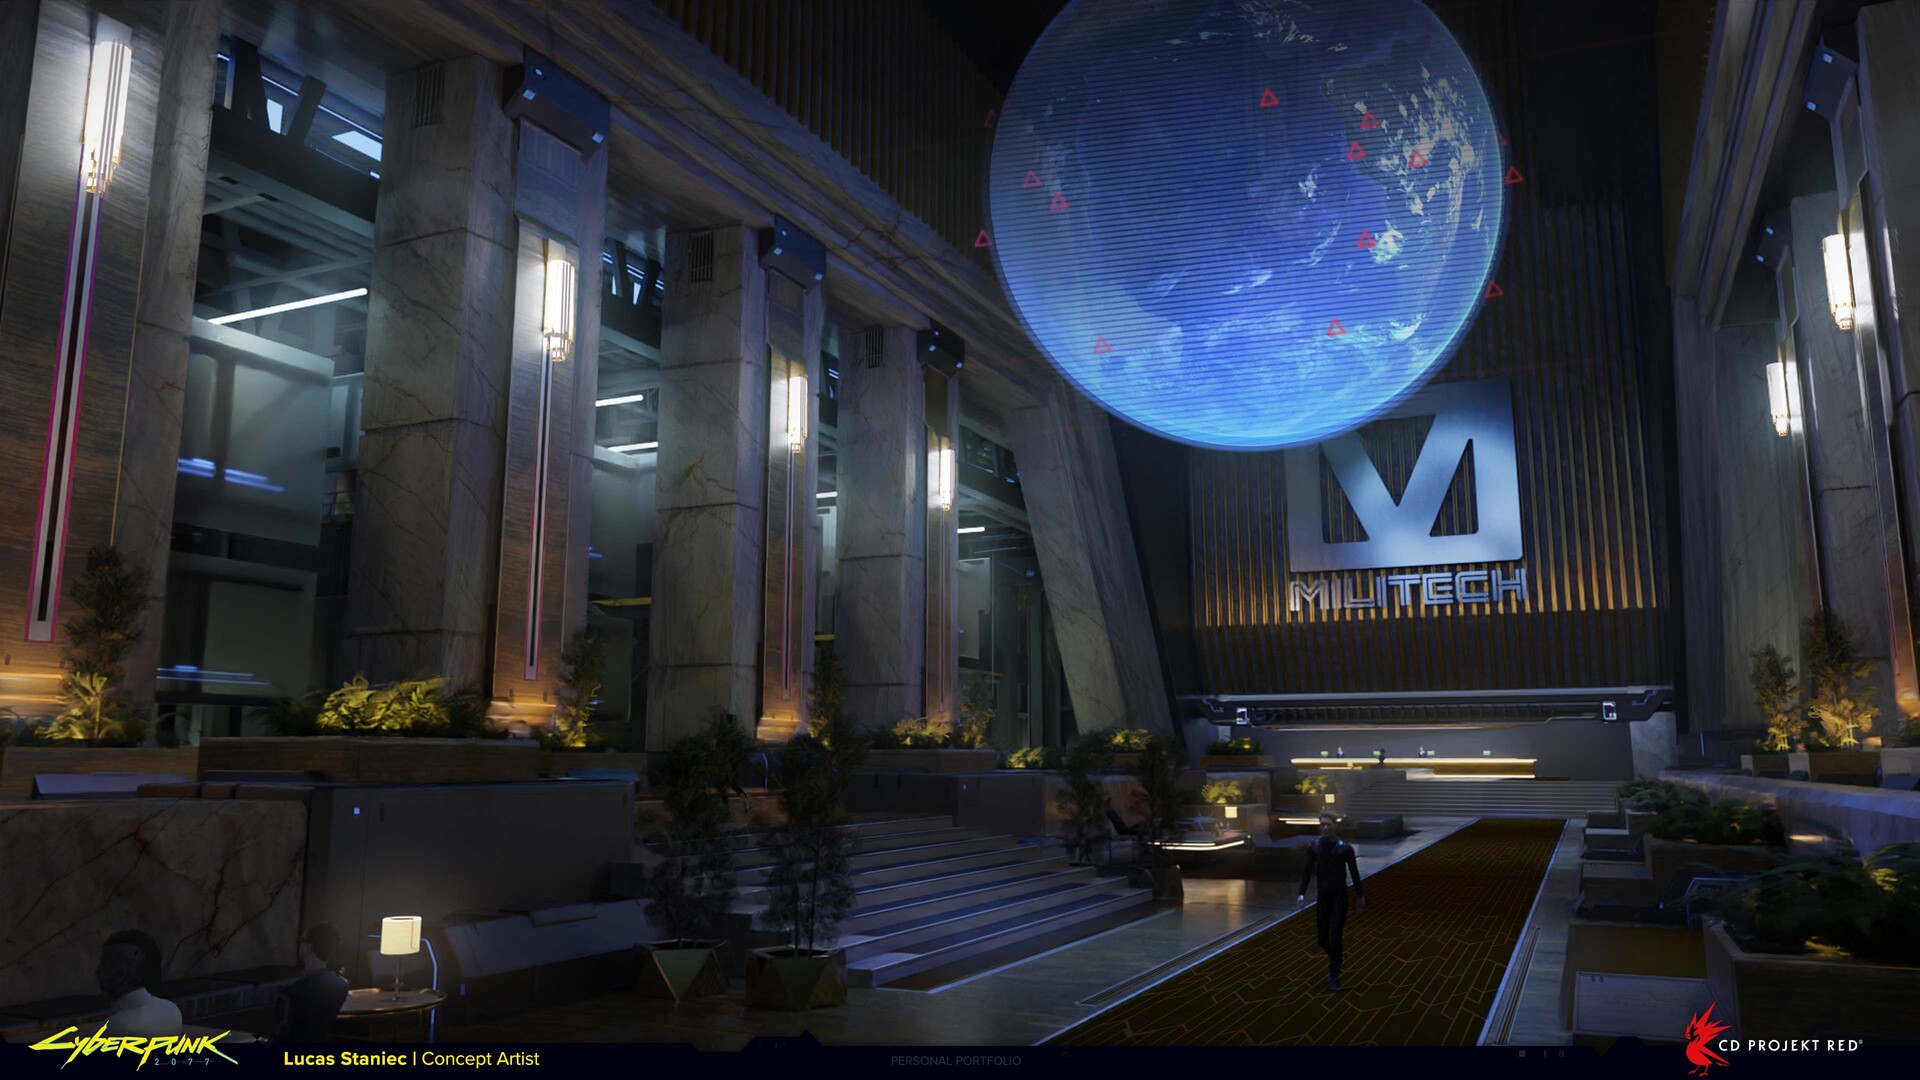 MILITECH
CYBERPUNK
2077
Lucas Staniec | Concept Artist
PERSONAL PORTFOLIO
CD PROJEKT RED®